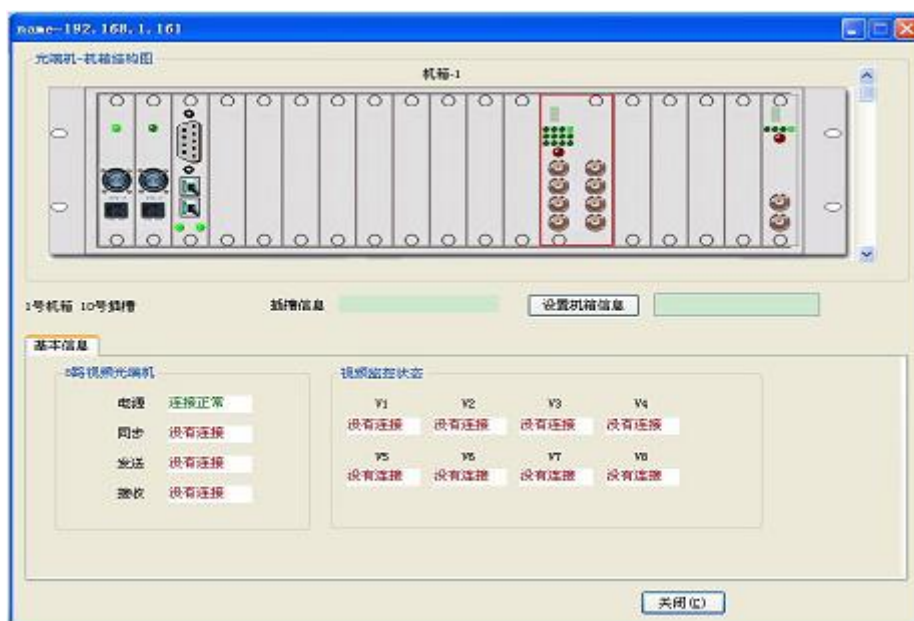 name-192.168.1.161
光端机-机箱结构图
机箱-1
1号机箱 10号插槽 插槽信息 设置机箱信息
基本信息
8路视频光端机 视频监控状态
电源 连接正常 V1 V2 V3 V4
同步 没有连接 没有连接 没有连接 没有连接 没有连接
发送 没有连接 V5 V6 V7 V8
接收 没有连接 没有连接 没有连接 没有连接 没有连接
关闭(C)